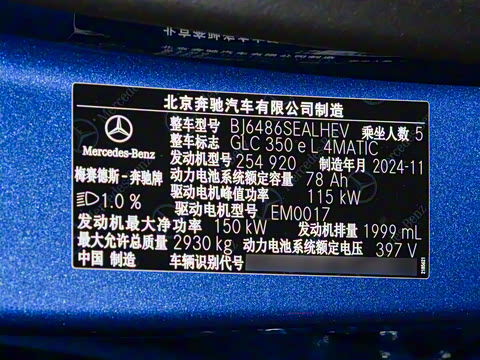 北京奔驰汽车有限公司制造
整车型号 BJ6486SEALHEV 乘坐人数 5
整车标志 GLC 350 e L 4MATIC
Mercedes-Benz
发动机型号 254 920 制造年月 2024-11
梅赛德斯-奔驰牌
动力电池系统额定容量 78 Ah
驱动电机峰值功率 115 kW
1.0 %
驱动电机型号 EM0017
发动机最大净功率 150 kW 发动机排量 1999 mL
最大允许总质量 2930 kg 动力电池系统额定电压 397 V
中国 制造 车辆识别代号